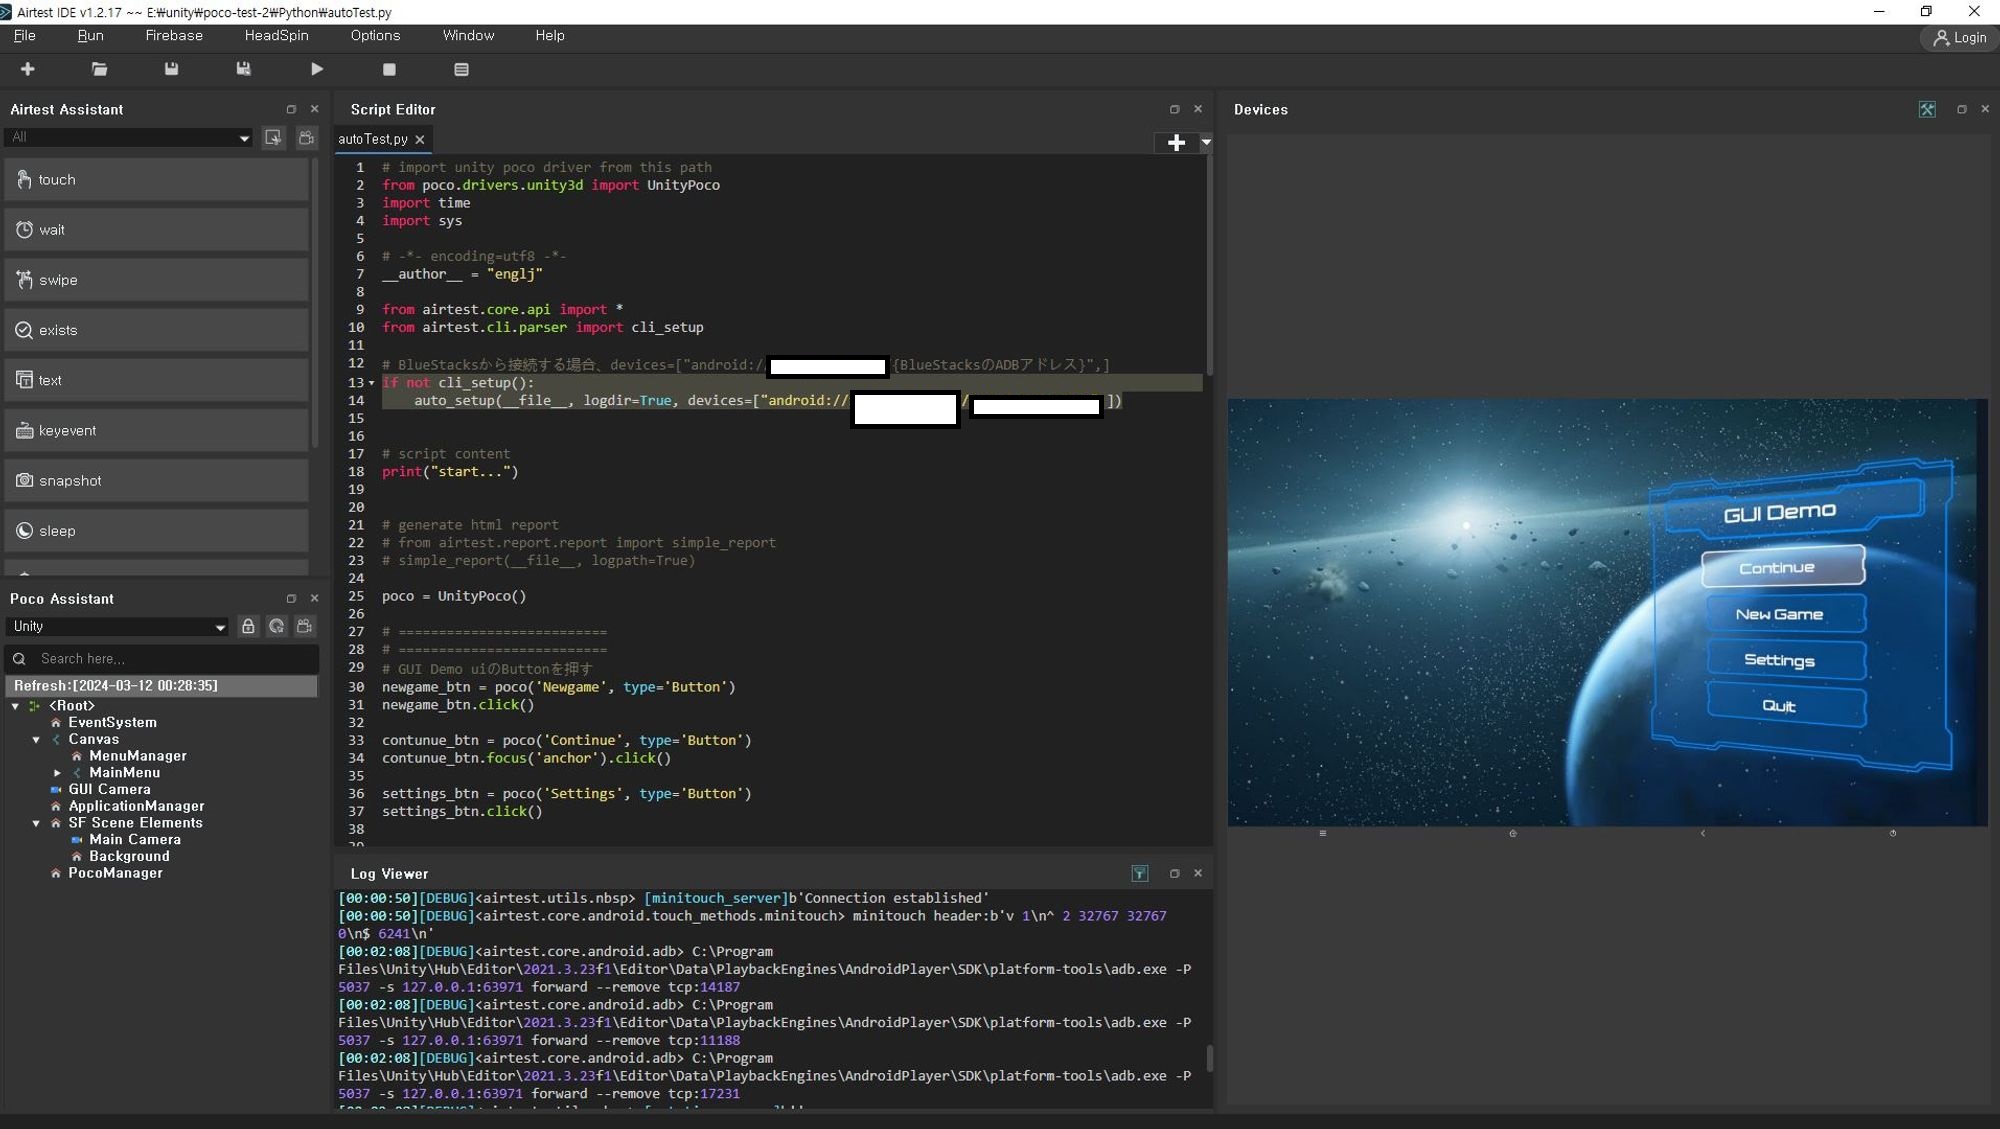 Airtest IDE v1.2.17 ~~ E:₩unity₩poco-test-2₩Python₩autoTest.py
File Run Firebase HeadSpin Options Window Help
Login
Airtest Assistant
All
touch
wait
swipe
exists
text
keyevent
snapshot
sleep
Poco Assistant
Unity
Search here...
Refresh:[2024-03-12 00:28:35]
<Root>
EventSystem
Canvas
MenuManager
MainMenu
GUI Camera
ApplicationManager
SF Scene Elements
Main Camera
Background
PocoManager
Script Editor
autoTest.py
1 # import unity poco driver from this path
2 from poco.drivers.unity3d import UnityPoco
3 import time
4 import sys
5
6 # -*- encoding=utf8 -*-
7 __author__ = "englj"
8
9 from airtest.core.api import *
10 from airtest.cli.parser import cli_setup
11
12 # BlueStacksから接続する場合、devices=["android:/ {BlueStacksのADBアドレス}",]
13 if not cli_setup():
14 auto_setup(__file__, logdir=True, devices=["android:// / ])
15
16
17 # script content
18 print("start...")
19
20
21 # generate html report
22 # from airtest.report.report import simple_report
23 # simple_report(__file__, logpath=True)
24
25 poco = UnityPoco()
26
27 # ==========================
28 # ==========================
29 # GUI Demo uiのButtonを押す
30 newgame_btn = poco('Newgame', type='Button')
31 newgame_btn.click()
32
33 contunue_btn = poco('Continue', type='Button')
34 contunue_btn.focus('anchor').click()
35
36 settings_btn = poco('Settings', type='Button')
37 settings_btn.click()
38
Log Viewer
[00:00:50][DEBUG]<airtest.utils.nbsp> [minitouch_server]b'Connection established'
[00:00:50][DEBUG]<airtest.core.android.touch_methods.minitouch> minitouch header:b'v 1\n^ 2 32767 32767
0\n$ 6241\n'
[00:02:08][DEBUG]<airtest.core.android.adb> C:\Program
Files\Unity\Hub\Editor\2021.3.23f1\Editor\Data\PlaybackEngines\AndroidPlayer\SDK\platform-tools\adb.exe -P
5037 -s 127.0.0.1:63971 forward --remove tcp:14187
[00:02:08][DEBUG]<airtest.core.android.adb> C:\Program
Files\Unity\Hub\Editor\2021.3.23f1\Editor\Data\PlaybackEngines\AndroidPlayer\SDK\platform-tools\adb.exe -P
5037 -s 127.0.0.1:63971 forward --remove tcp:11188
[00:02:08][DEBUG]<airtest.core.android.adb> C:\Program
Files\Unity\Hub\Editor\2021.3.23f1\Editor\Data\PlaybackEngines\AndroidPlayer\SDK\platform-tools\adb.exe -P
5037 -s 127.0.0.1:63971 forward --remove tcp:17231
Devices
GUI Demo
Continue
New Game
Settings
Quit